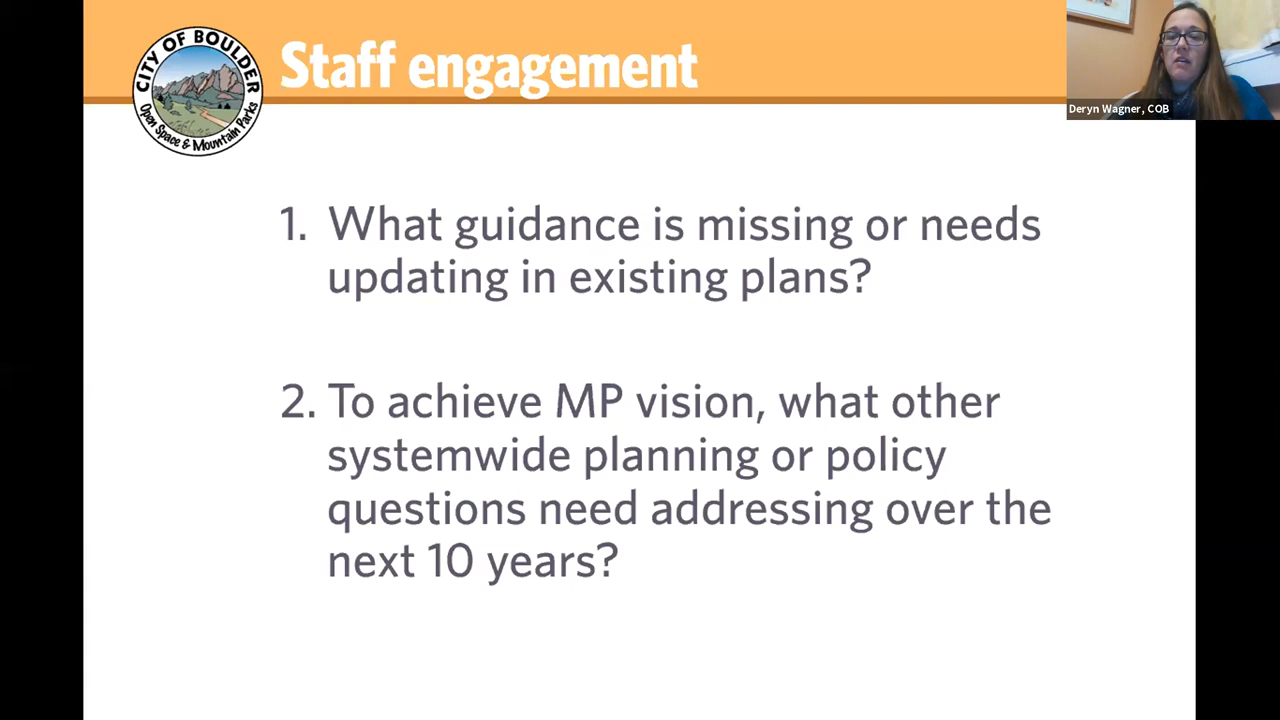 CITY OF BOULDER
Open Space & Mountain Parks
Staff engagement
Deryn Wagner, COB
1. What guidance is missing or needs
updating in existing plans?
2. To achieve MP vision, what other
systemwide planning or policy
questions need addressing over the
next 10 years?